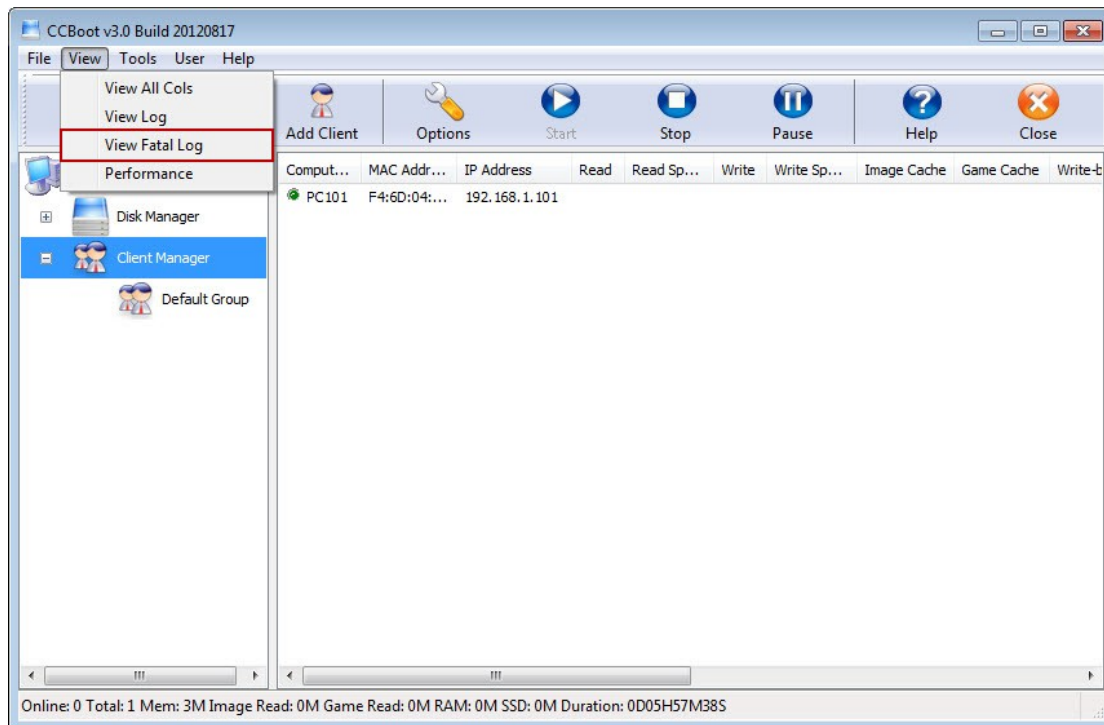 CCBoot v3.0 Build 20120817
File View Tools User Help
View All Cols
View Log
View Fatal Log
Performance
Add Client Options Start Stop Pause Help Close
Comput... MAC Addr... IP Address Read Read Sp... Write Write Sp... Image Cache Game Cache Write-b
PC101 F4:6D:04:... 192.168.1.101
Disk Manager
Client Manager
Default Group
Online: 0 Total: 1 Mem: 3M Image Read: 0M Game Read: 0M RAM: 0M SSD: 0M Duration: 0D05H57M38S